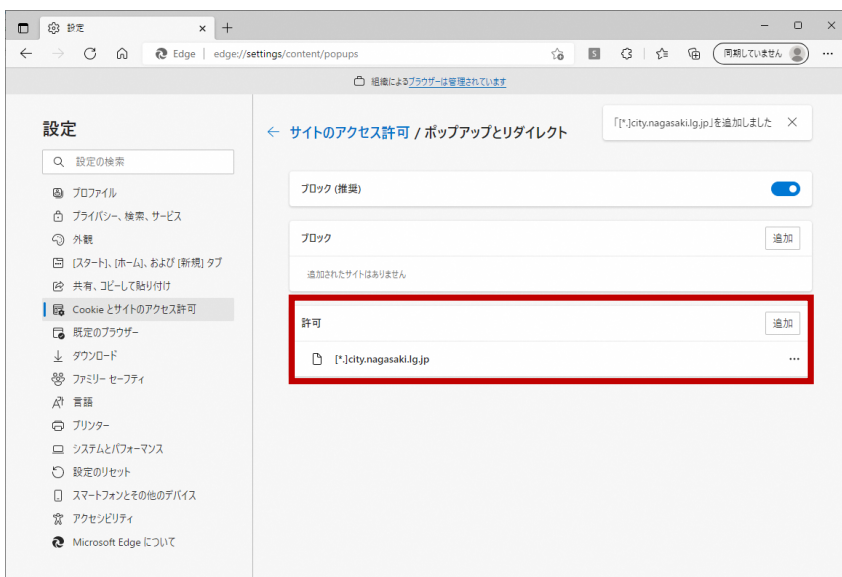 設定
Edge | edge://settings/content/popups
S
同期していません
組織によるブラウザーは管理されています
設定
設定の検索
プロファイル
プライバシー、検索、サービス
外観
[スタート]、[ホーム]、および [新規] タブ
共有、コピーして貼り付け
Cookie とサイトのアクセス許可
既定のブラウザー
ダウンロード
ファミリー セーフティ
言語
プリンター
システムとパフォーマンス
設定のリセット
スマートフォンとその他のデバイス
アクセシビリティ
Microsoft Edge について
サイトのアクセス許可 / ポップアップとリダイレクト
「[*.]city.nagasaki.lg.jp」を追加しました
ブロック (推奨)
ブロック
追加
追加されたサイトはありません
許可
追加
[*.]city.nagasaki.lg.jp